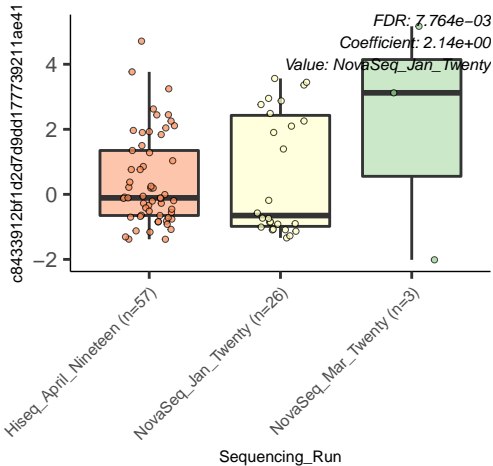 FDR: 7.764e-03
Coefficient: 2.14e+00
Value: NovaSeq_Jan_Twenty
c8433912bf1d2d7d9dd177739211ae41
4
2
0
−2
Hiseq_April_Nineteen (n=57)
NovaSeq_Jan_Twenty (n=26)
NovaSeq_Mar_Twenty (n=3)
Sequencing_Run